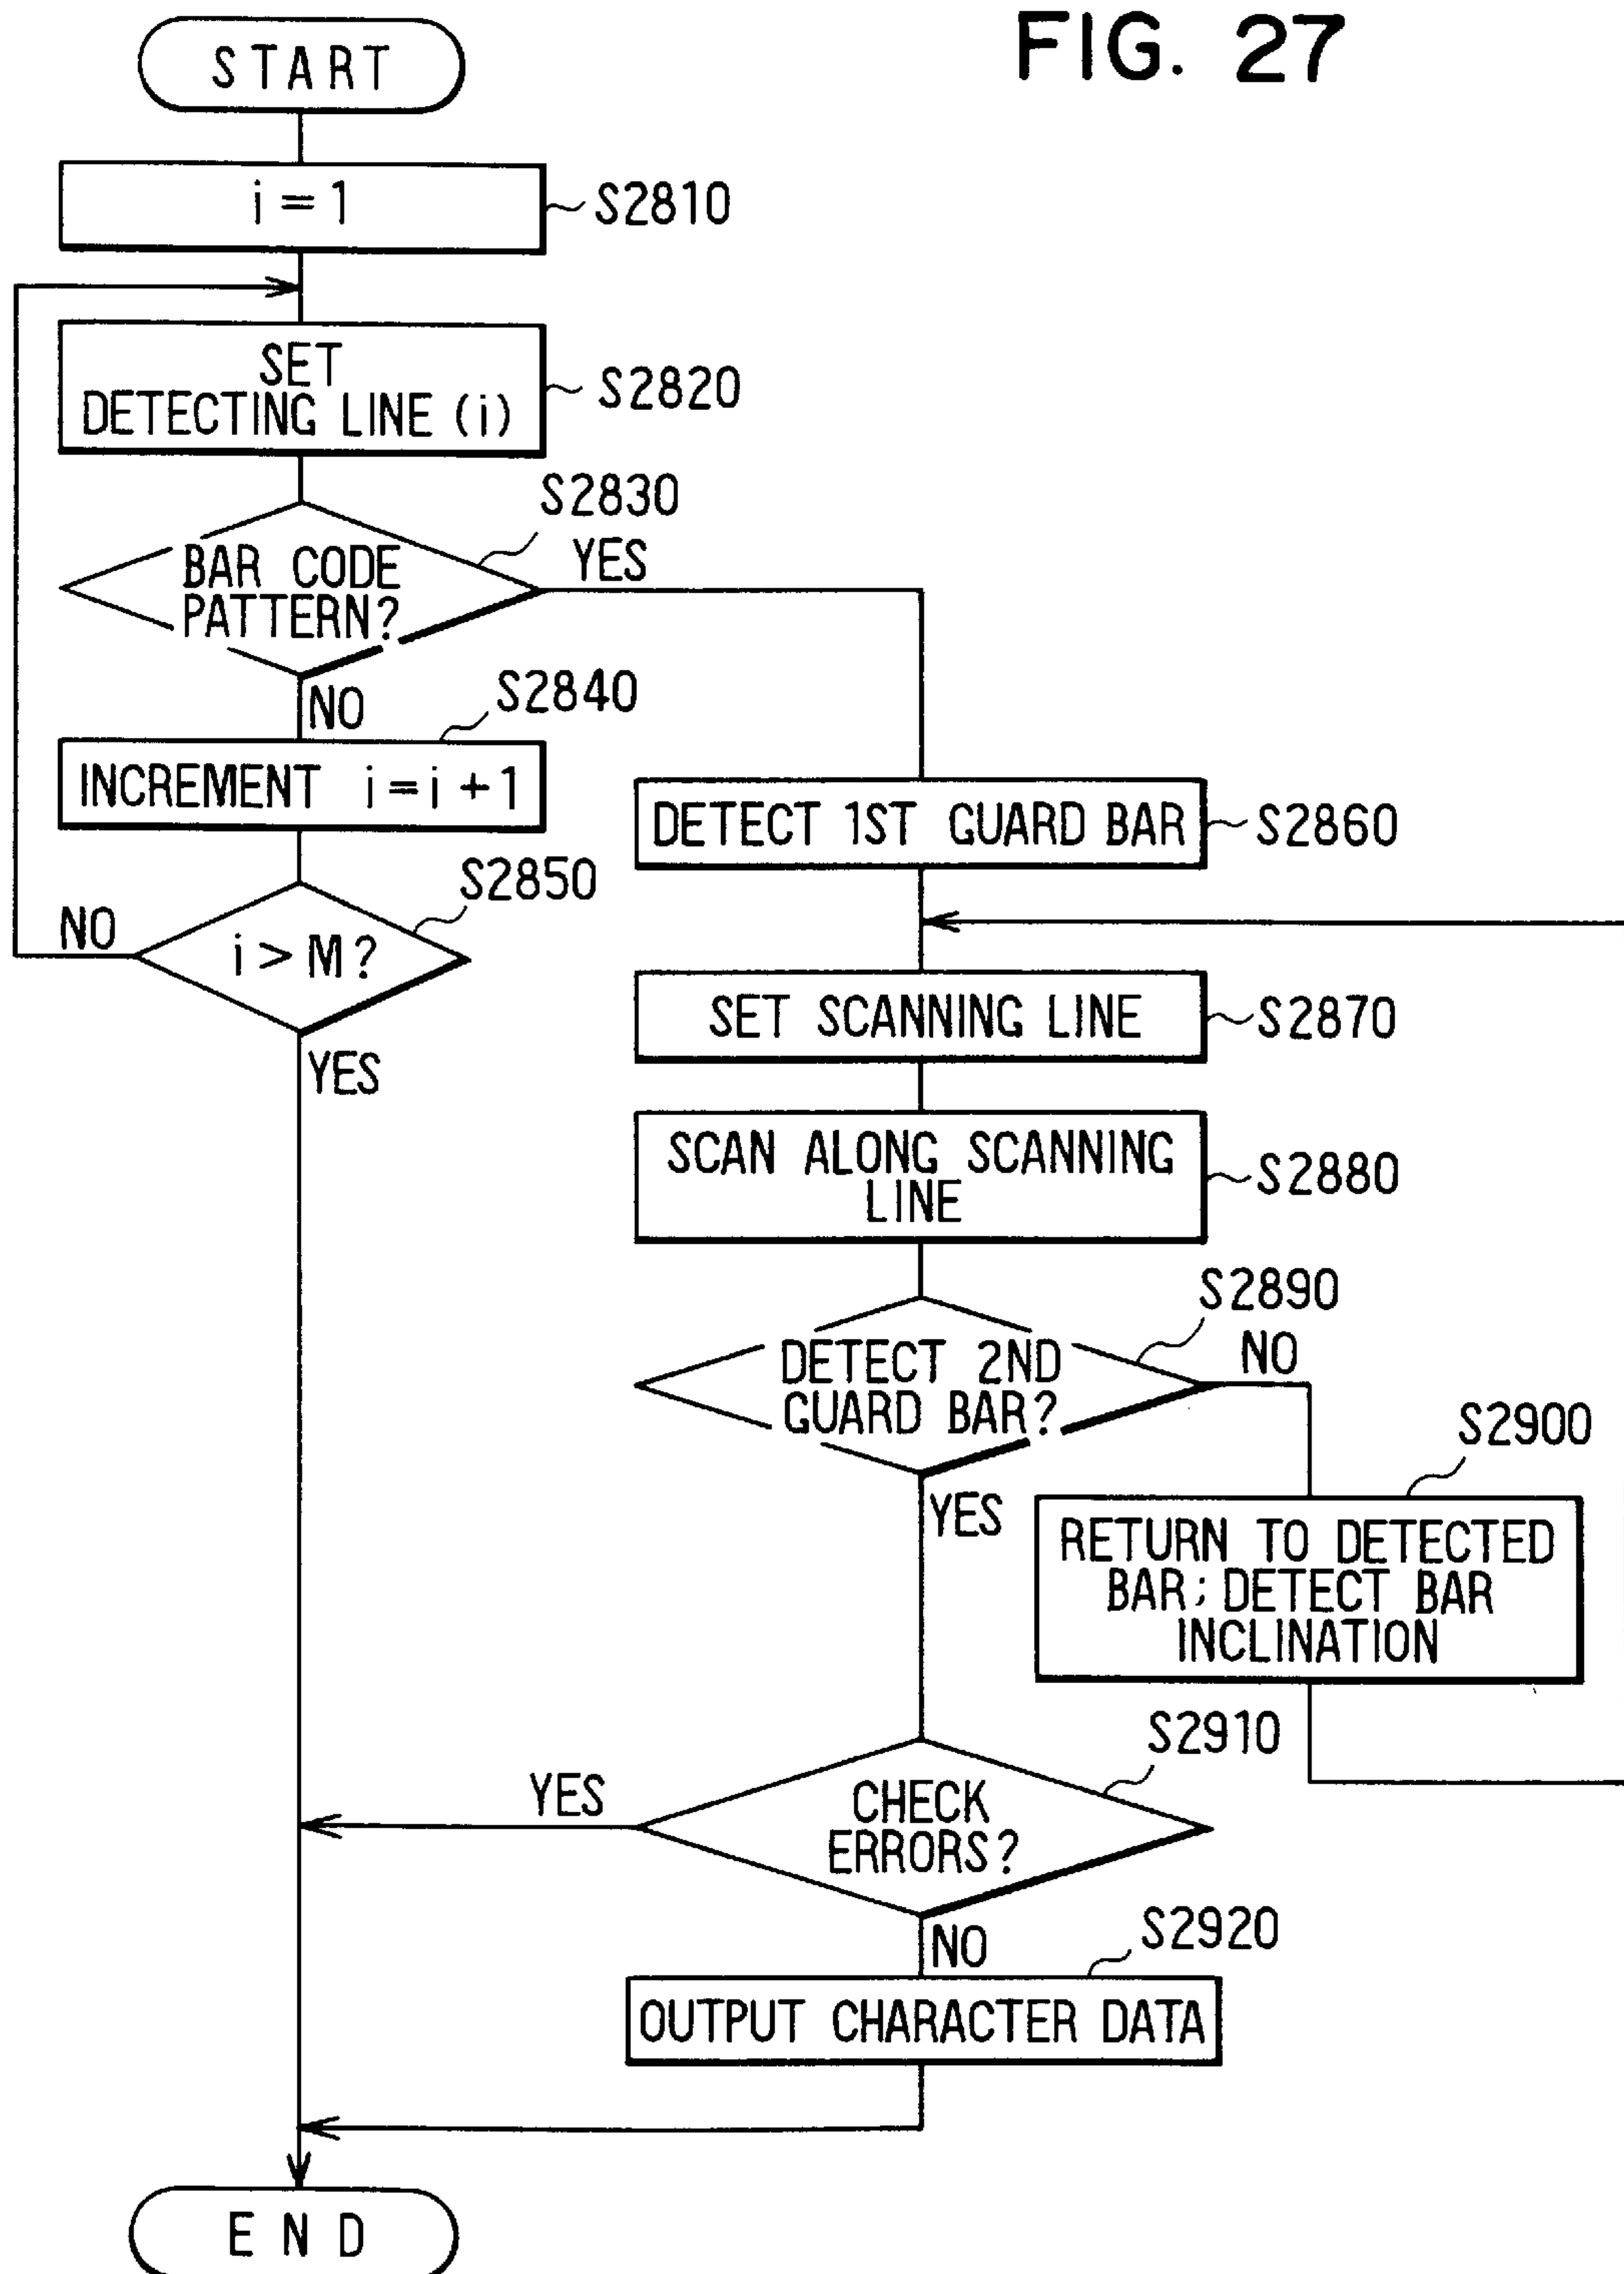 FIG. 27
START
i = 1
S2810
SET
DETECTING LINE (i)
S2820
S2830
BAR CODE
PATTERN?
YES
NO
S2840
INCREMENT i = i + 1
S2850
NO
i > M?
YES
DETECT 1ST GUARD BAR
S2860
SET SCANNING LINE
S2870
SCAN ALONG SCANNING
LINE
S2880
S2890
DETECT 2ND
GUARD BAR?
NO
YES
S2900
RETURN TO DETECTED
BAR; DETECT BAR
INCLINATION
S2910
YES
CHECK
ERRORS?
NO
S2920
OUTPUT CHARACTER DATA
END